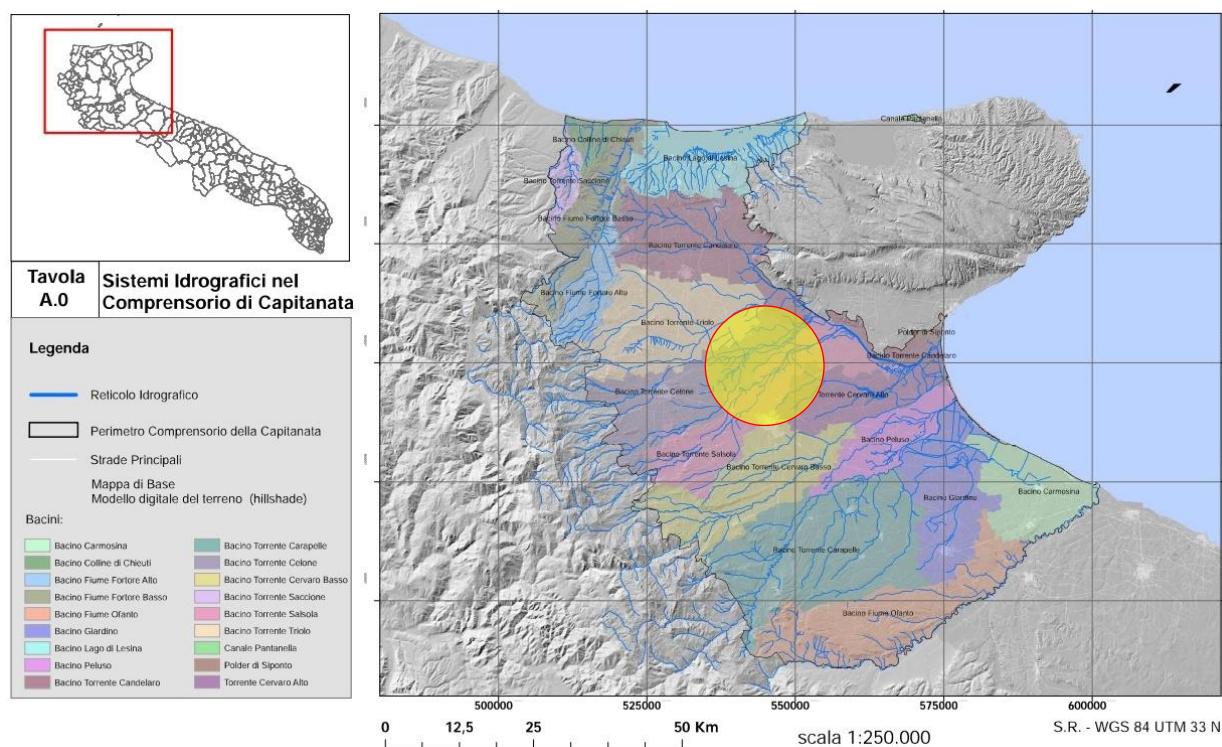 Tavola
A.0
Sistemi Idrografici nel
Comprensorio di Capitanata
Legenda
Reticolo Idrografico
Perimetro Comprensorio della Capitanata
Strade Principali
Mappa di Base
Modello digitale del terreno (hillshade)
Bacini:
Bacino Carmosina
Bacino Colline di Chieuti
Bacino Fiume Fortore Alto
Bacino Fiume Fortore Basso
Bacino Fiume Ofanto
Bacino Giardino
Bacino Lago di Lesina
Bacino Peluso
Bacino Torrente Candelaro
Bacino Torrente Carapelle
Bacino Torrente Celone
Bacino Torrente Cervaro Basso
Bacino Torrente Saccione
Bacino Torrente Salsola
Bacino Torrente Triolo
Canale Pantanella
Polder di Siponto
Torrente Cervaro Alto
Canale Pantanella
Bacino Colline di Chieuti
Bacino Lago di Lesina
Bacino Torrente Saccione
Bacino Fiume Fortore Basso
Bacino Torrente Candelaro
Bacino Fiume Fortore Alto
Bacino Torrente Triolo
Polder di Siponto
Bacino Torrente Candelaro
Bacino Torrente Celone
Torrente Cervaro Alto
Bacino Peluso
Bacino Torrente Salsola
Bacino Torrente Cervaro Basso
Bacino Giardino
Bacino Carmosina
Bacino Torrente Carapelle
Bacino Fiume Ofanto
500000 525000 550000 575000 600000
0 12,5 25 50 Km
scala 1:250.000
S.R. - WGS 84 UTM 33 N